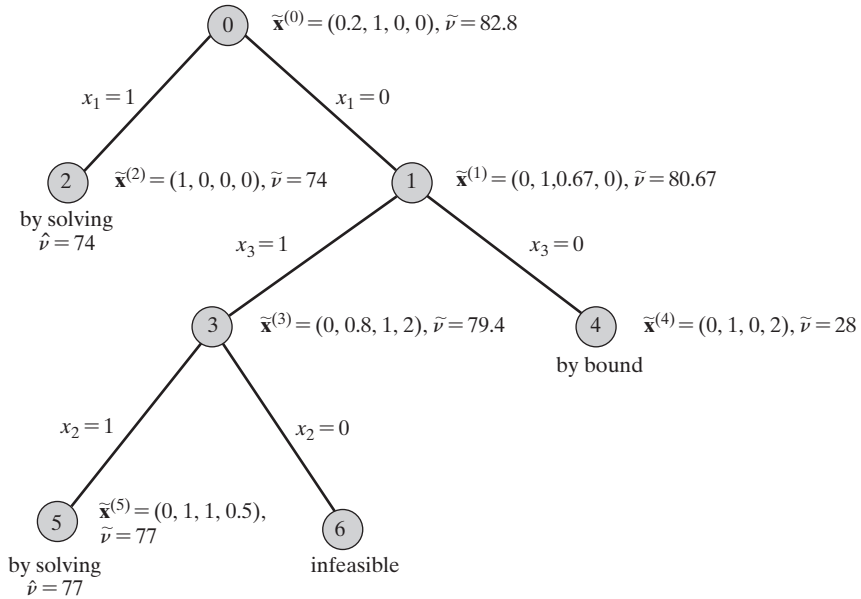 0
x̃⁽⁰⁾ = (0.2, 1, 0, 0), ṽ = 82.8
x₁ = 1
x₁ = 0
2
x̃⁽²⁾ = (1, 0, 0, 0), ṽ = 74
1
x̃⁽¹⁾ = (0, 1,0.67, 0), ṽ = 80.67
by solving
v̂ = 74
x₃ = 1
x₃ = 0
3
x̃⁽³⁾ = (0, 0.8, 1, 2), ṽ = 79.4
4
x̃⁽⁴⁾ = (0, 1, 0, 2), ṽ = 28
by bound
x₂ = 1
x₂ = 0
5
x̃⁽⁵⁾ = (0, 1, 1, 0.5),
ṽ = 77
6
by solving
v̂ = 77
infeasible